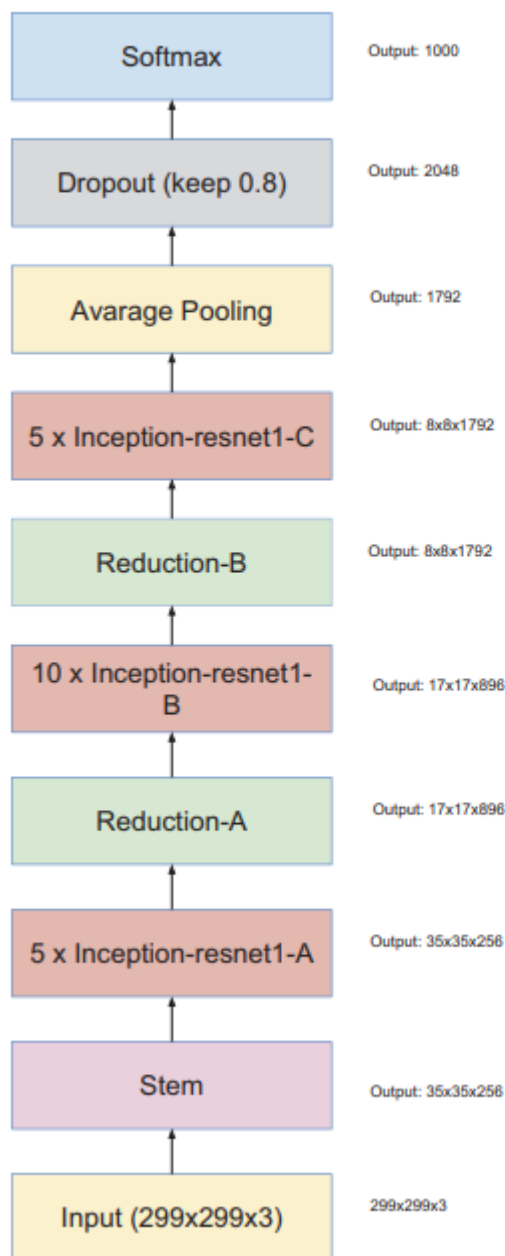 Softmax
Output: 1000
Dropout (keep 0.8)
Output: 2048
Avarage Pooling
Output: 1792
5 x Inception-resnet1-C
Output: 8x8x1792
Reduction-B
Output: 8x8x1792
10 x Inception-resnet1-
B
Output: 17x17x896
Reduction-A
Output: 17x17x896
5 x Inception-resnet1-A
Output: 35x35x256
Stem
Output: 35x35x256
Input (299x299x3)
299x299x3